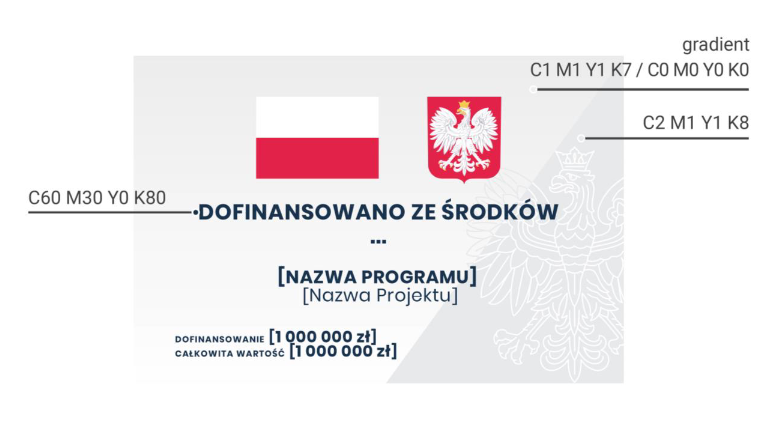 gradient
C1 M1 Y1 K7 / C0 M0 Y0 K0
C2 M1 Y1 K8
C60 M30 Y0 K80
DOFINANSOWANO ZE ŚRODKÓW
...
[NAZWA PROGRAMU]
[Nazwa Projektu]
DOFINANSOWANIE [1 000 000 zł]
CAŁKOWITA WARTOŚĆ [1 000 000 zł]